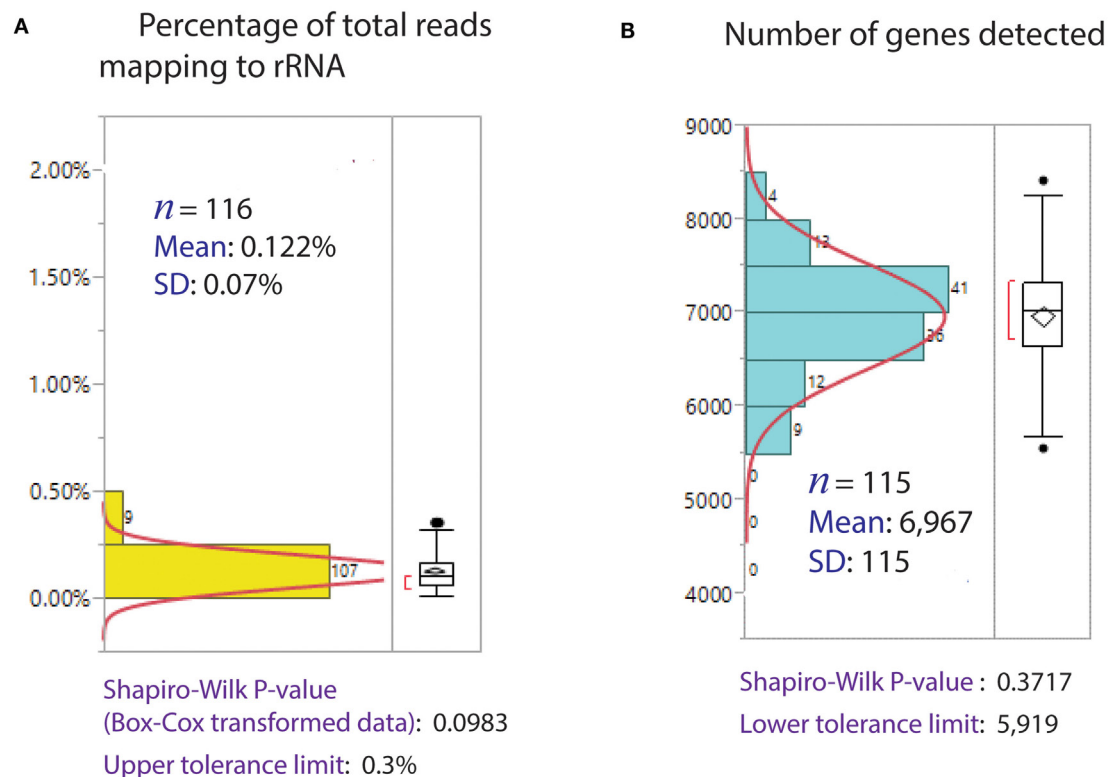 A
Percentage of total reads
mapping to rRNA
2.00%
1.50%
1.00%
0.50%
0.00%
n = 116
Mean: 0.122%
SD: 0.07%
9
107
Shapiro-Wilk P-value
(Box-Cox transformed data): 0.0983
Upper tolerance limit: 0.3%
B
Number of genes detected
9000
8000
7000
6000
5000
4000
4
13
41
36
12
9
0
0
0
n = 115
Mean: 6,967
SD: 115
Shapiro-Wilk P-value : 0.3717
Lower tolerance limit: 5,919